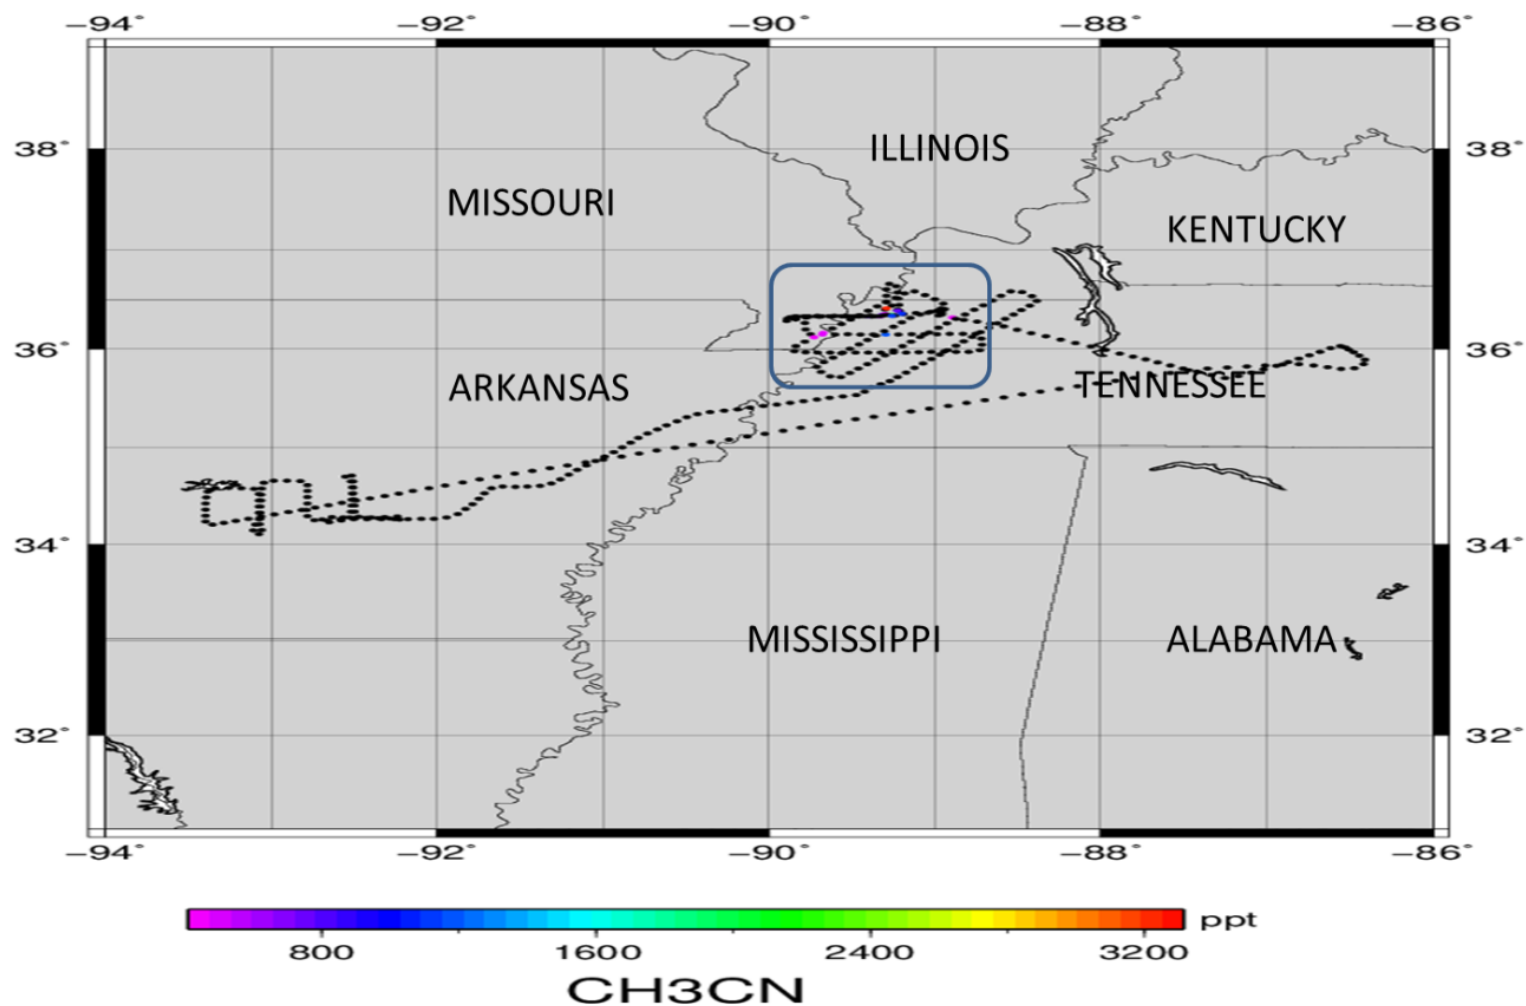 −94° −92° −90° −88° −86°
ILLINOIS
38° 38°
MISSOURI
KENTUCKY
36° 36°
ARKANSAS
TENNESSEE
34° 34°
MISSISSIPPI
ALABAMA
32° 32°
−94° −92° −90° −88° −86°
ppt
800 1600 2400 3200
CH3CN